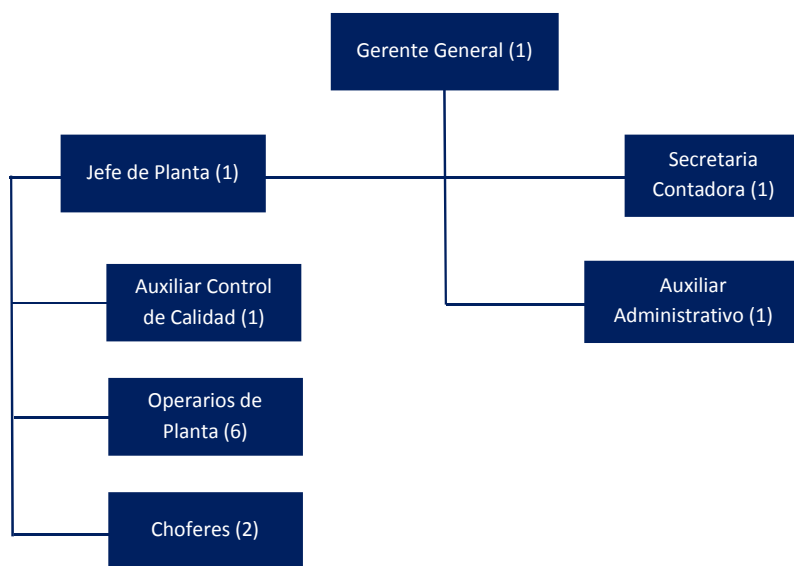 Gerente General (1)
Jefe de Planta (1)
Secretaria
Contadora (1)
Auxiliar Control
de Calidad (1)
Auxiliar
Administrativo (1)
Operarios de
Planta (6)
Choferes (2)